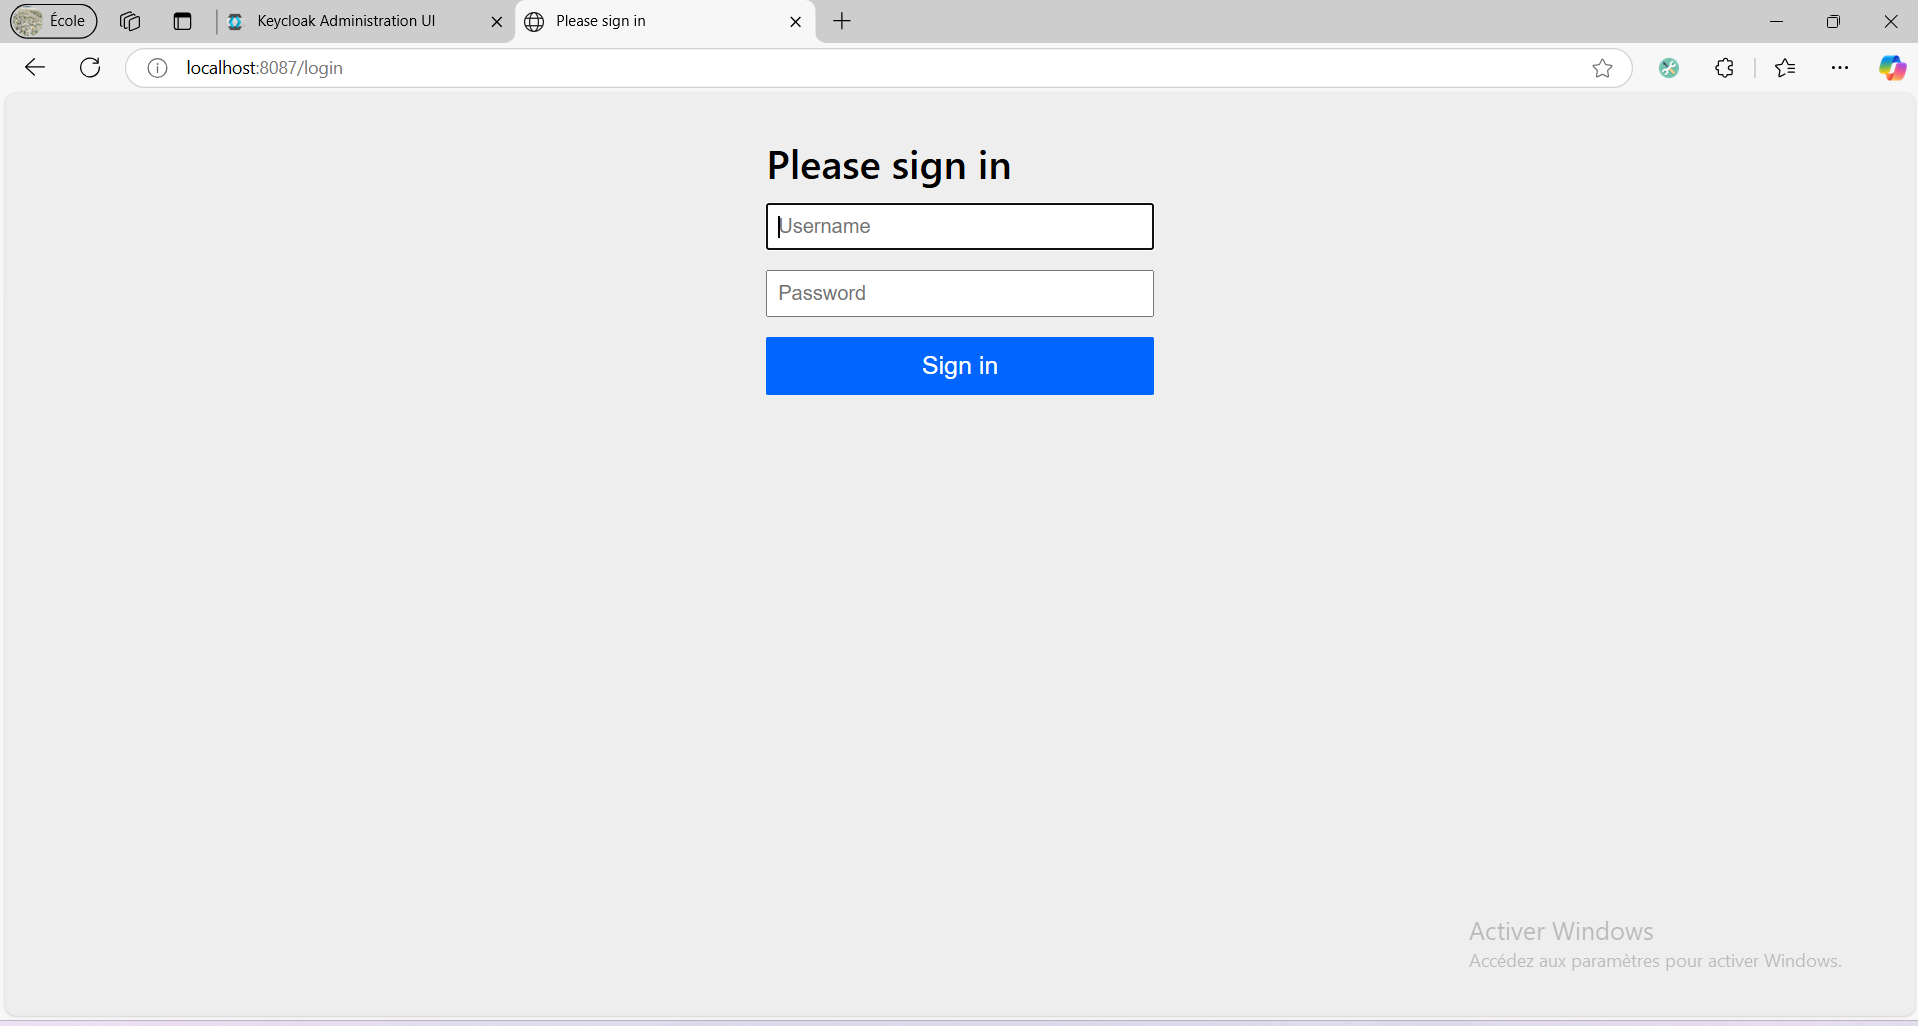 École
Keycloak Administration UI
Please sign in
localhost:8087/login
Please sign in
Username
Password
Sign in
Activer Windows
Accédez aux paramètres pour activer Windows.